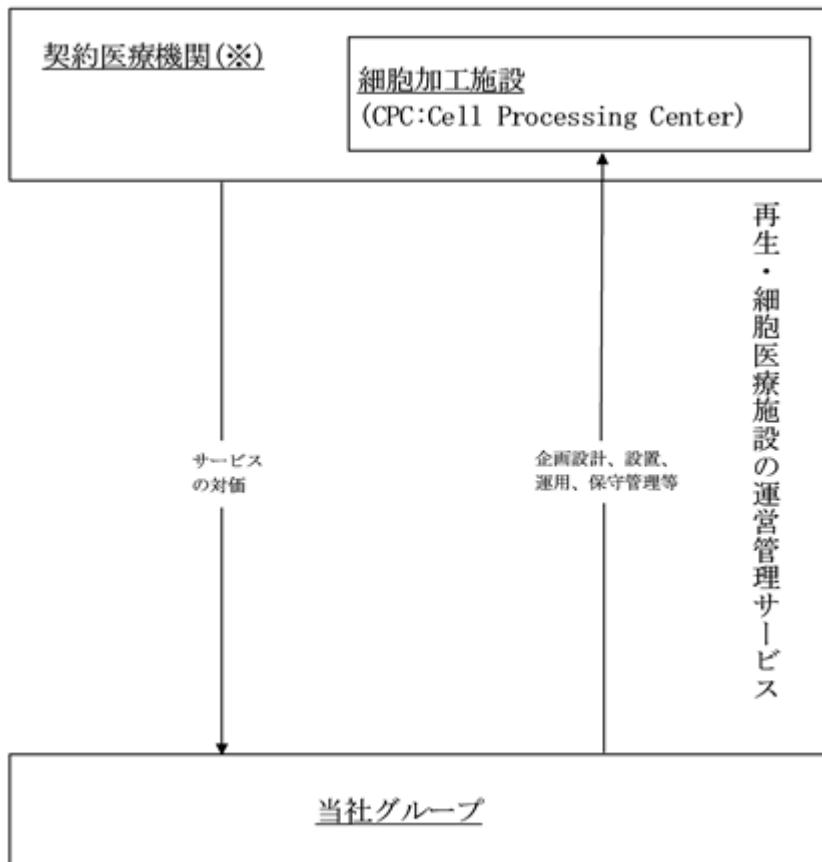 契約医療機関(※)
細胞加工施設
(CPC:Cell Processing Center)
再生・細胞医療施設の運営管理サービス
サービス
の対価
企画設計、設置、
運用、保守管理等
当社グループ